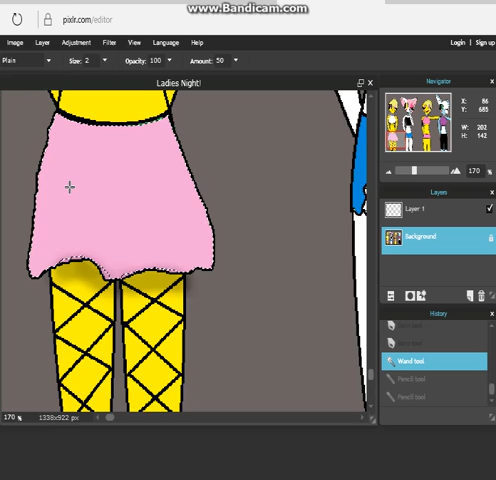 www.Bandicam.com
pixlr.com/editor
Image Layer Adjustment Filter View Language Help Login | Sign up
Plain Size: 2 Opacity: 100 Amount: 50
Ladies Night!
Navigator
X: 86
Y: 685
W: 202
H: 142
170 %
Layers
Layer 1
Background
History
Wand tool
Pencil tool
Pencil tool
170 % 1338x922 px